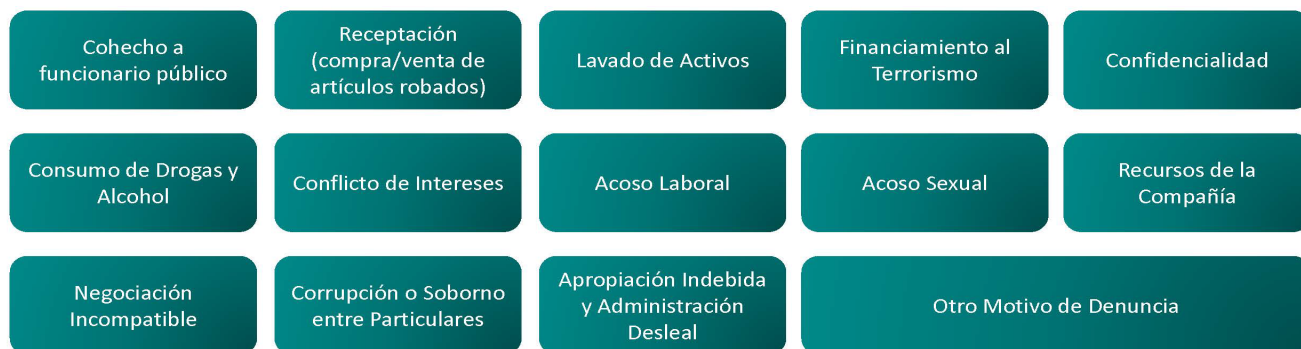 Cohecho a
funcionario público
Receptación
(compra/venta de
artículos robados)
Lavado de Activos
Financiamiento al
Terrorismo
Confidencialidad
Consumo de Drogas y
Alcohol
Conflicto de Intereses
Acoso Laboral
Acoso Sexual
Recursos de la
Compañía
Negociación
Incompatible
Corrupción o Soborno
entre Particulares
Apropiación Indebida
y Administración
Desleal
Otro Motivo de Denuncia